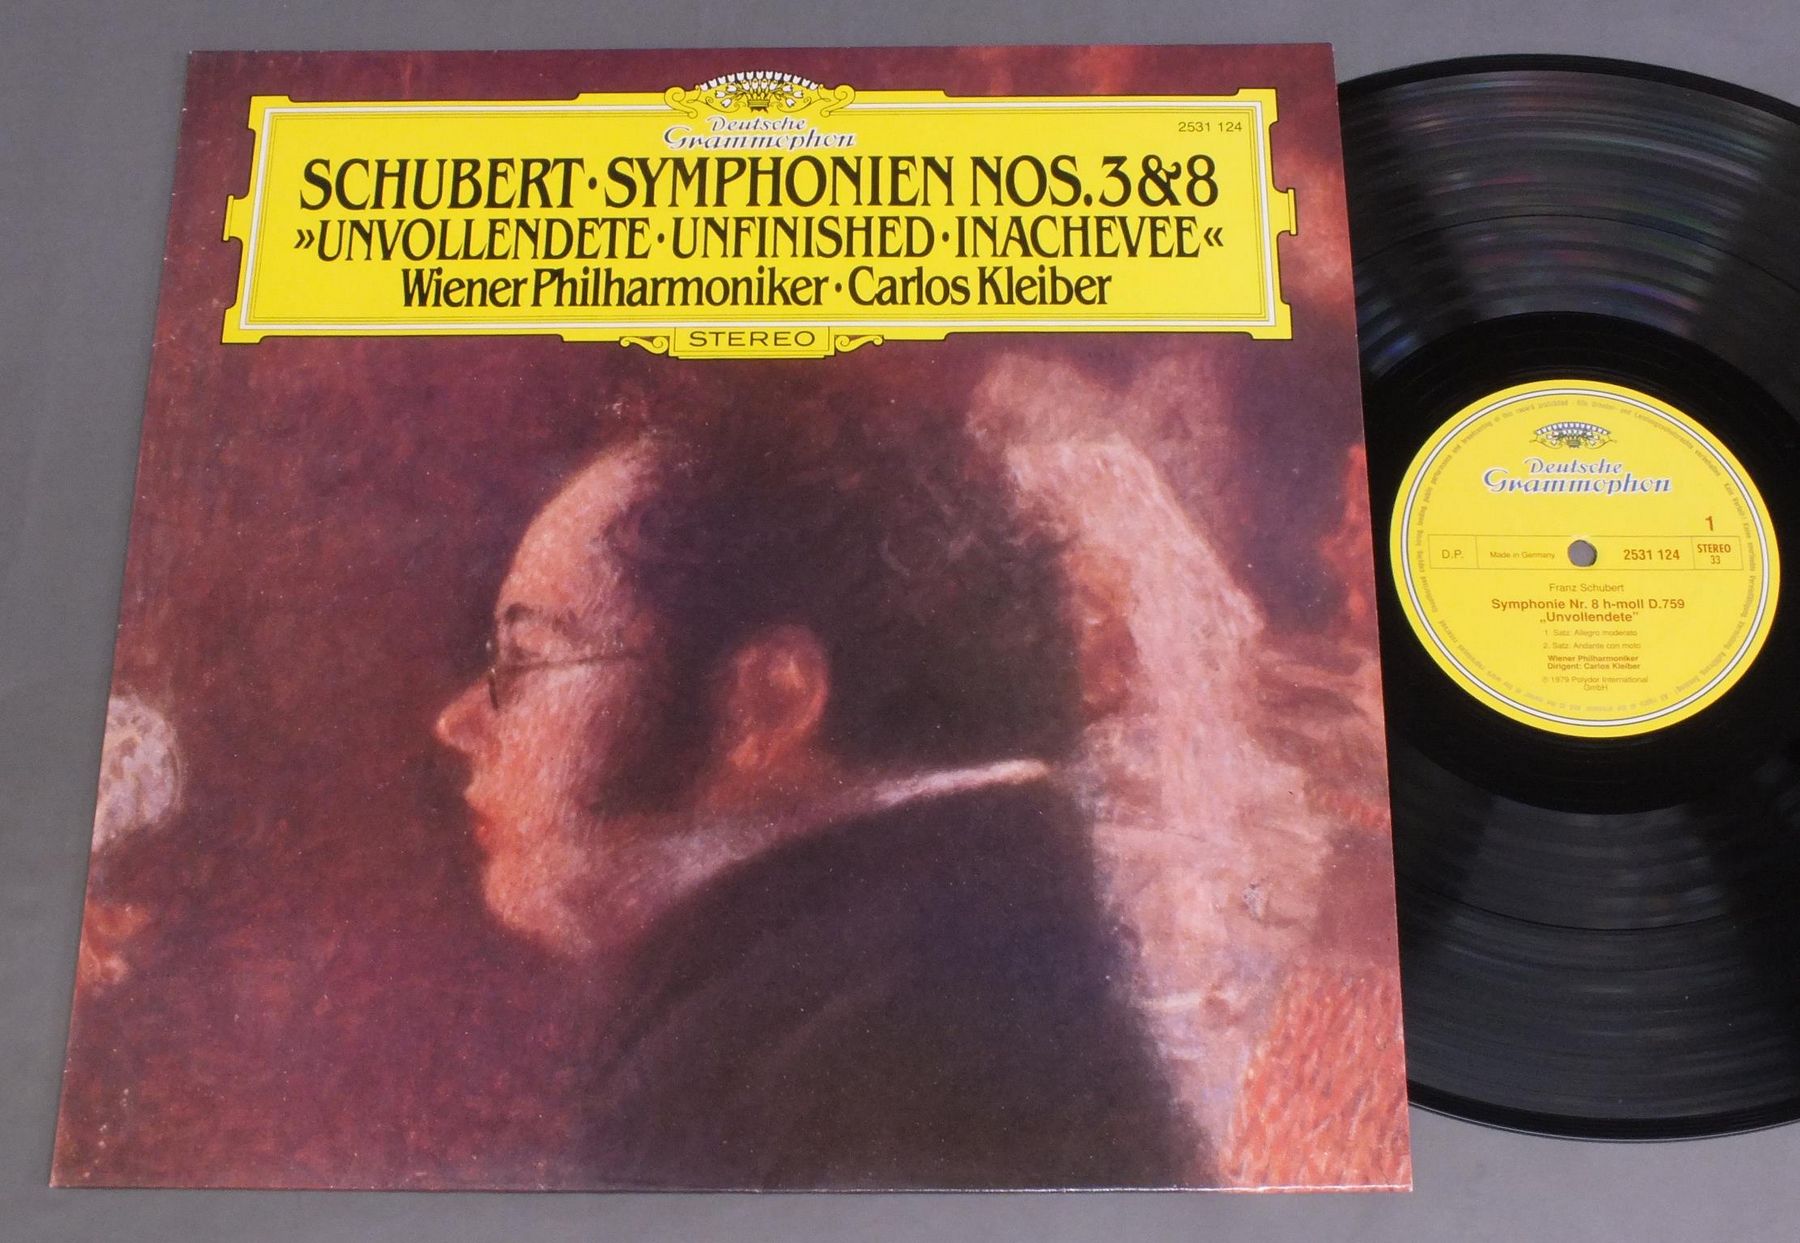 Deutsche
Grammophon
2531 124
SCHUBERT · SYMPHONIEN NOS. 3 & 8
»UNVOLLENDETE · UNFINISHED · INACHEVEE«
Wiener Philharmoniker · Carlos Kleiber
STEREO
Deutsche
Grammophon
1
D.P.
Made in Germany
2531 124
STEREO
33
Franz Schubert
Symphonie Nr. 8 h-moll D.759
„Unvollendete”
1. Satz: Allegro moderato
2. Satz: Andante con moto
Wiener Philharmoniker
Dirigent: Carlos Kleiber
℗ 1979 Polydor International
GmbH